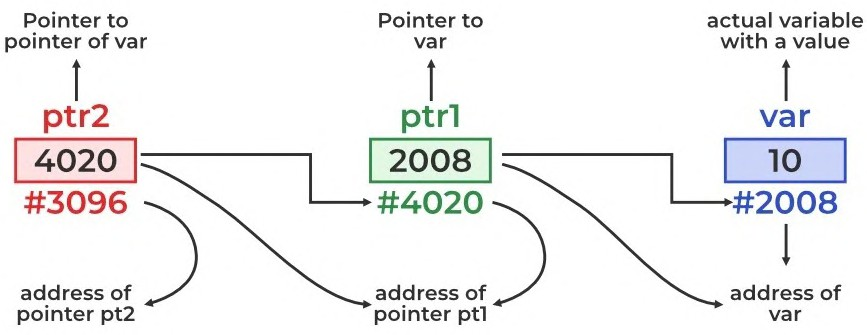 Pointer to
pointer of var
Pointer to
var
actual variable
with a value
ptr2
ptr1
var
4020
2008
10
#3096
#4020
#2008
address of
pointer pt2
address of
pointer pt1
address of
var